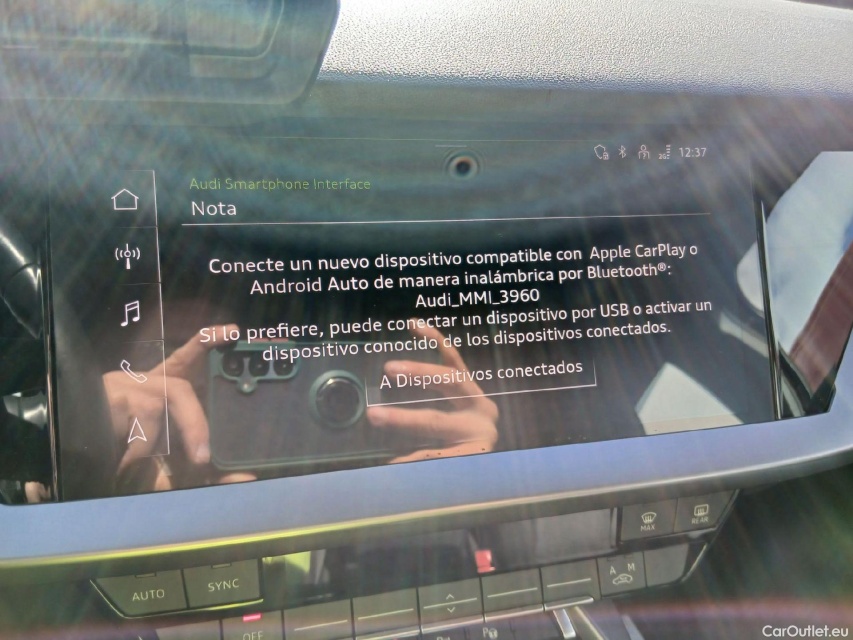 12:37
Audi Smartphone Interface
Nota
Conecte un nuevo dispositivo compatible con Apple CarPlay o
Android Auto de manera inalámbrica por Bluetooth®:
Audi_MMI_3960
Si lo prefiere, puede conectar un dispositivo por USB o activar un
dispositivo conocido de los dispositivos conectados.
A Dispositivos conectados
MAX
REAR
AUTO
SYNC
A M
OFF
CarOutlet.eu